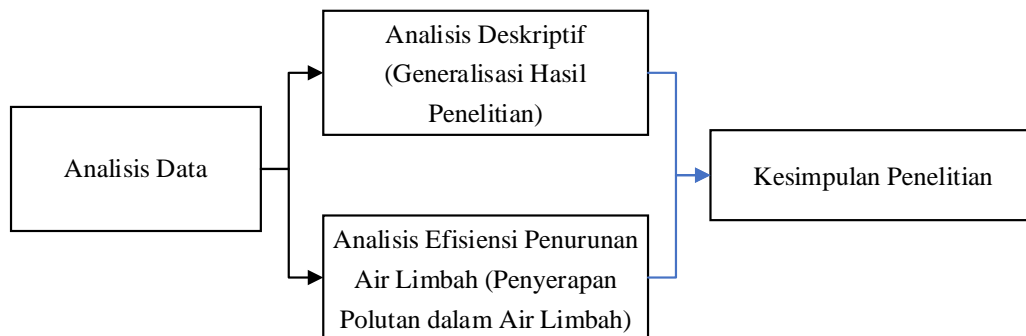 Analisis Data
Analisis Deskriptif
(Generalisasi Hasil
Penelitian)
Analisis Efisiensi Penurunan
Air Limbah (Penyerapan
Polutan dalam Air Limbah)
Kesimpulan Penelitian